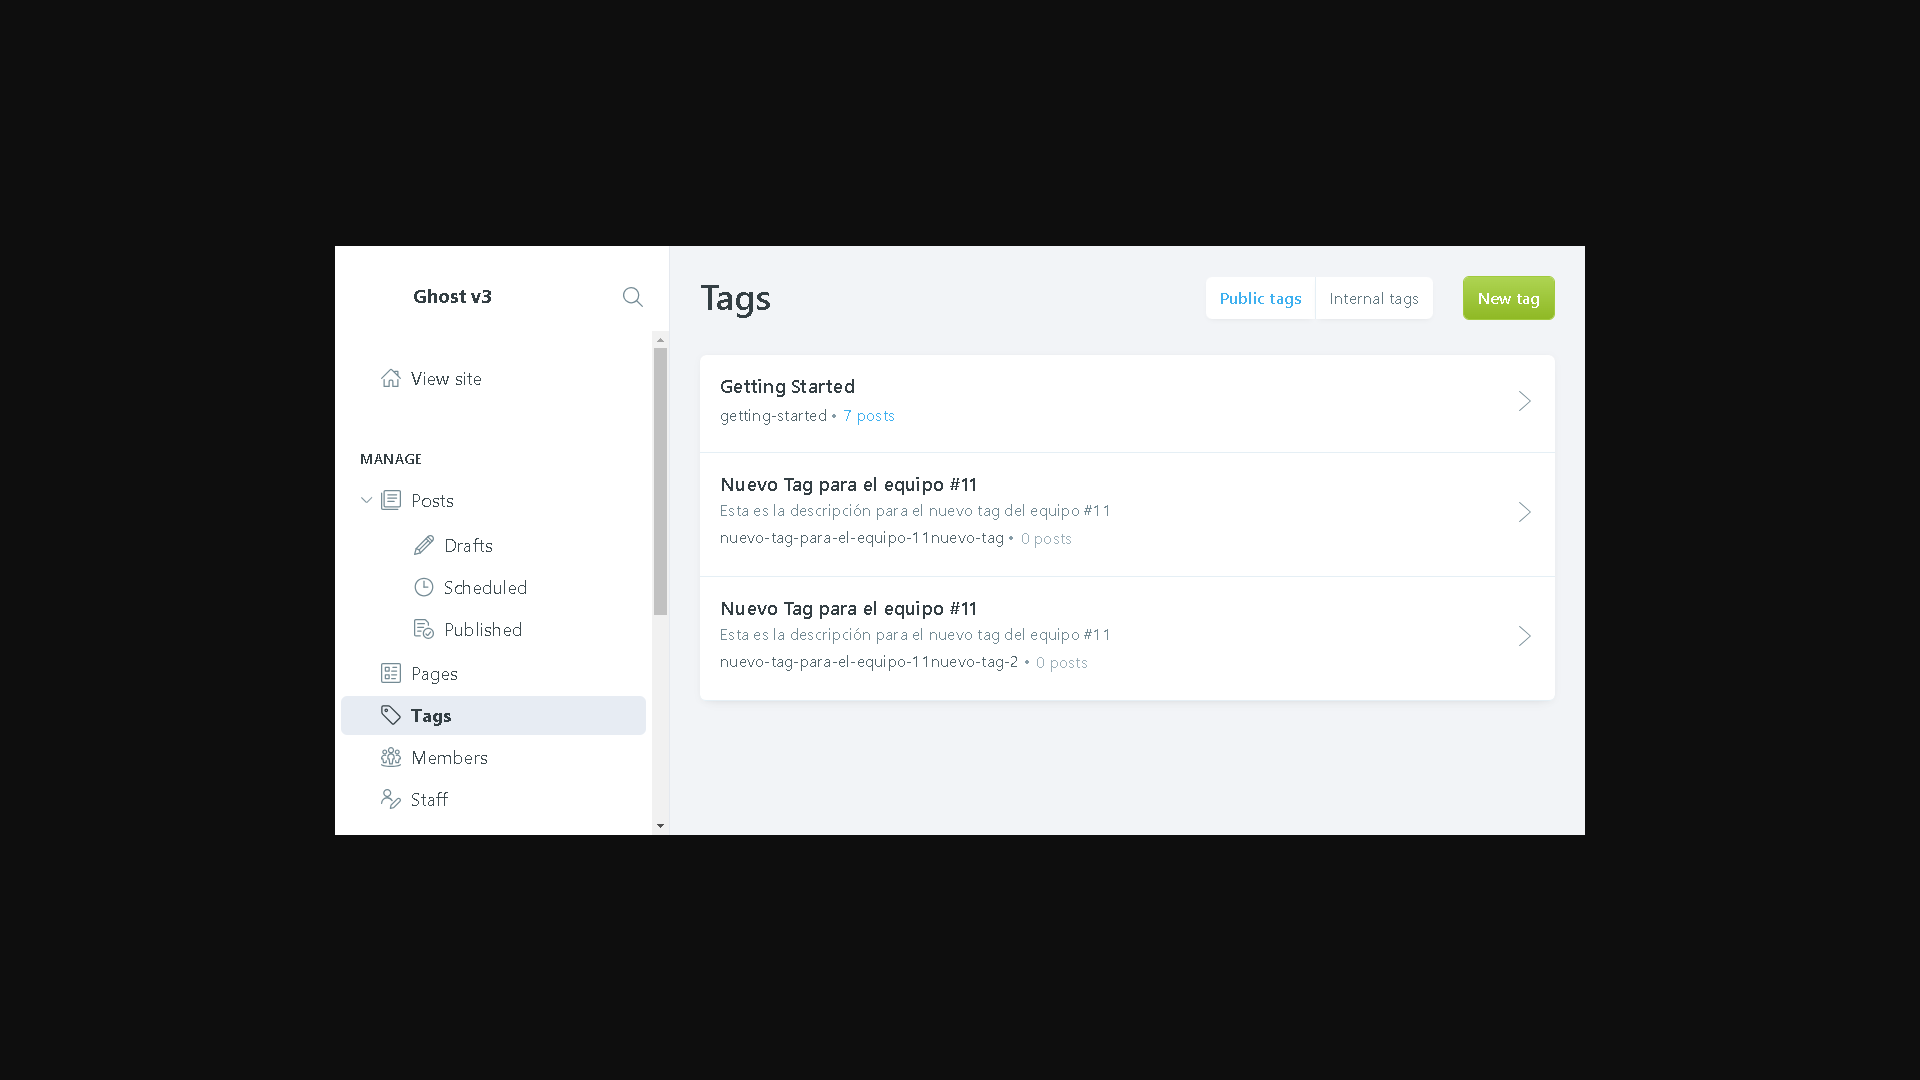 Ghost v3
View site
MANAGE
Posts
Drafts
Scheduled
Published
Pages
Tags
Members
Staff
Tags
Public tags
Internal tags
New tag
Getting Started
getting-started • 7 posts
Nuevo Tag para el equipo #11
Esta es la descripción para el nuevo tag del equipo #11
nuevo-tag-para-el-equipo-11nuevo-tag • 0 posts
Nuevo Tag para el equipo #11
Esta es la descripción para el nuevo tag del equipo #11
nuevo-tag-para-el-equipo-11nuevo-tag-2 • 0 posts